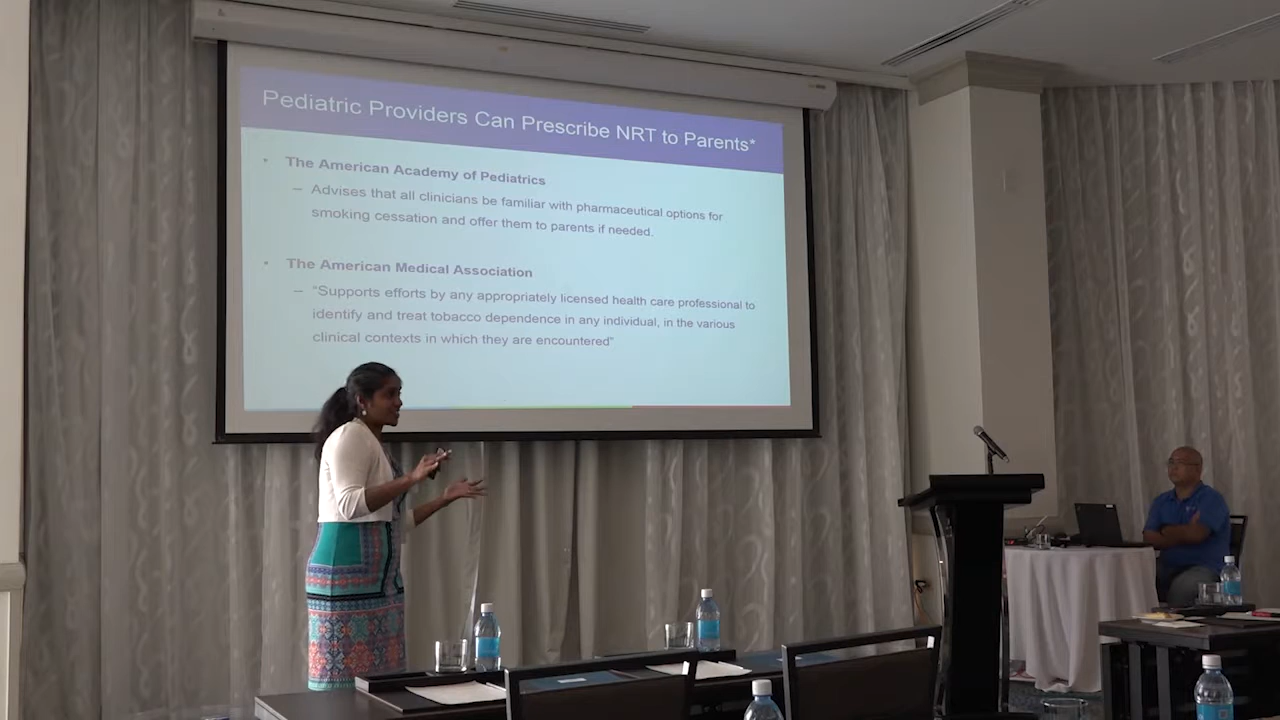 Pediatric Providers Can Prescribe NRT to Parents*
• The American Academy of Pediatrics
– Advises that all clinicians be familiar with pharmaceutical options for
smoking cessation and offer them to parents if needed.
• The American Medical Association
– "Supports efforts by any appropriately licensed health care professional to
identify and treat tobacco dependence in any individual, in the various
clinical contexts in which they are encountered"